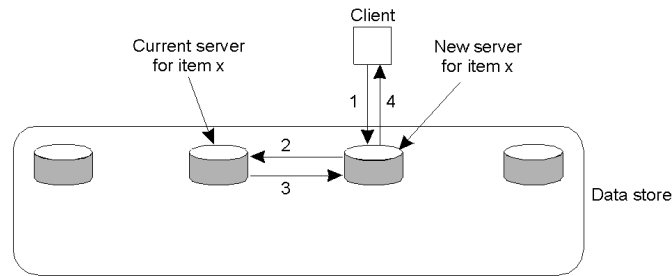 Client
Current server
for item x
New server
for item x
1
4
2
3
Data store